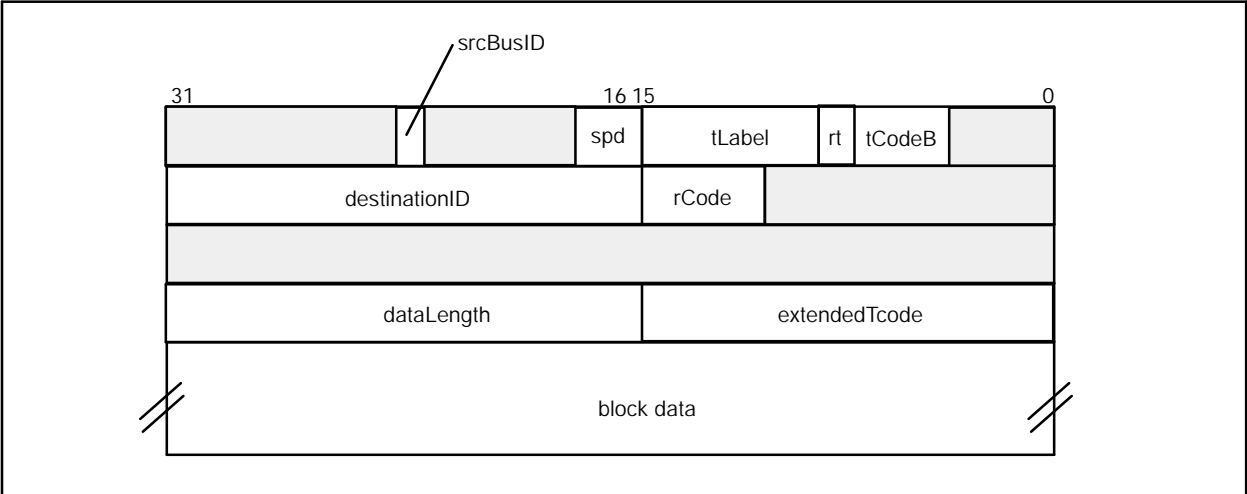 srcBusID
31 16 15 0
spd tLabel rt tCodeB
destinationID rCode
dataLength extendedTcode
block data